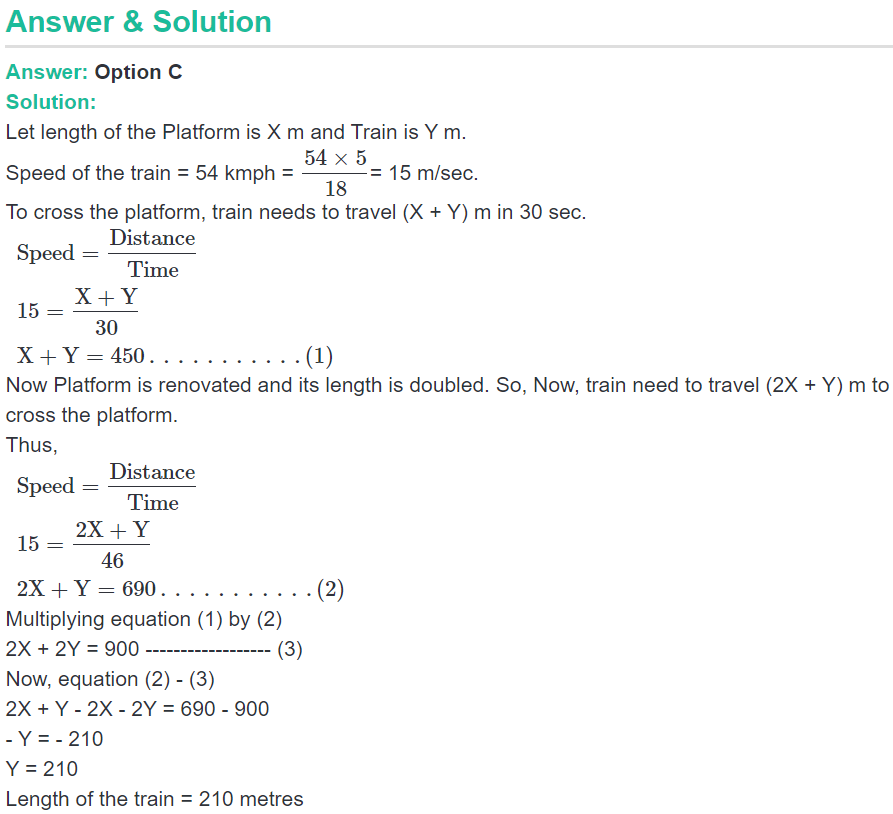 Answer & Solution
Answer: Option C
Solution:
Let length of the Platform is X m and Train is Y m.
Speed of the train = 54 kmph = \frac{54 × 5}{18} = 15 m/sec.
To cross the platform, train needs to travel (X + Y) m in 30 sec.
Speed = \frac{Distance}{Time}
15 = \frac{X + Y}{30}
X + Y = 450 . . . . . . . . . . . (1)
Now Platform is renovated and its length is doubled. So, Now, train need to travel (2X + Y) m to
cross the platform.
Thus,
Speed = \frac{Distance}{Time}
15 = \frac{2X + Y}{46}
2X + Y = 690 . . . . . . . . . . . (2)
Multiplying equation (1) by (2)
2X + 2Y = 900 ------------------ (3)
Now, equation (2) - (3)
2X + Y - 2X - 2Y = 690 - 900
- Y = - 210
Y = 210
Length of the train = 210 metres